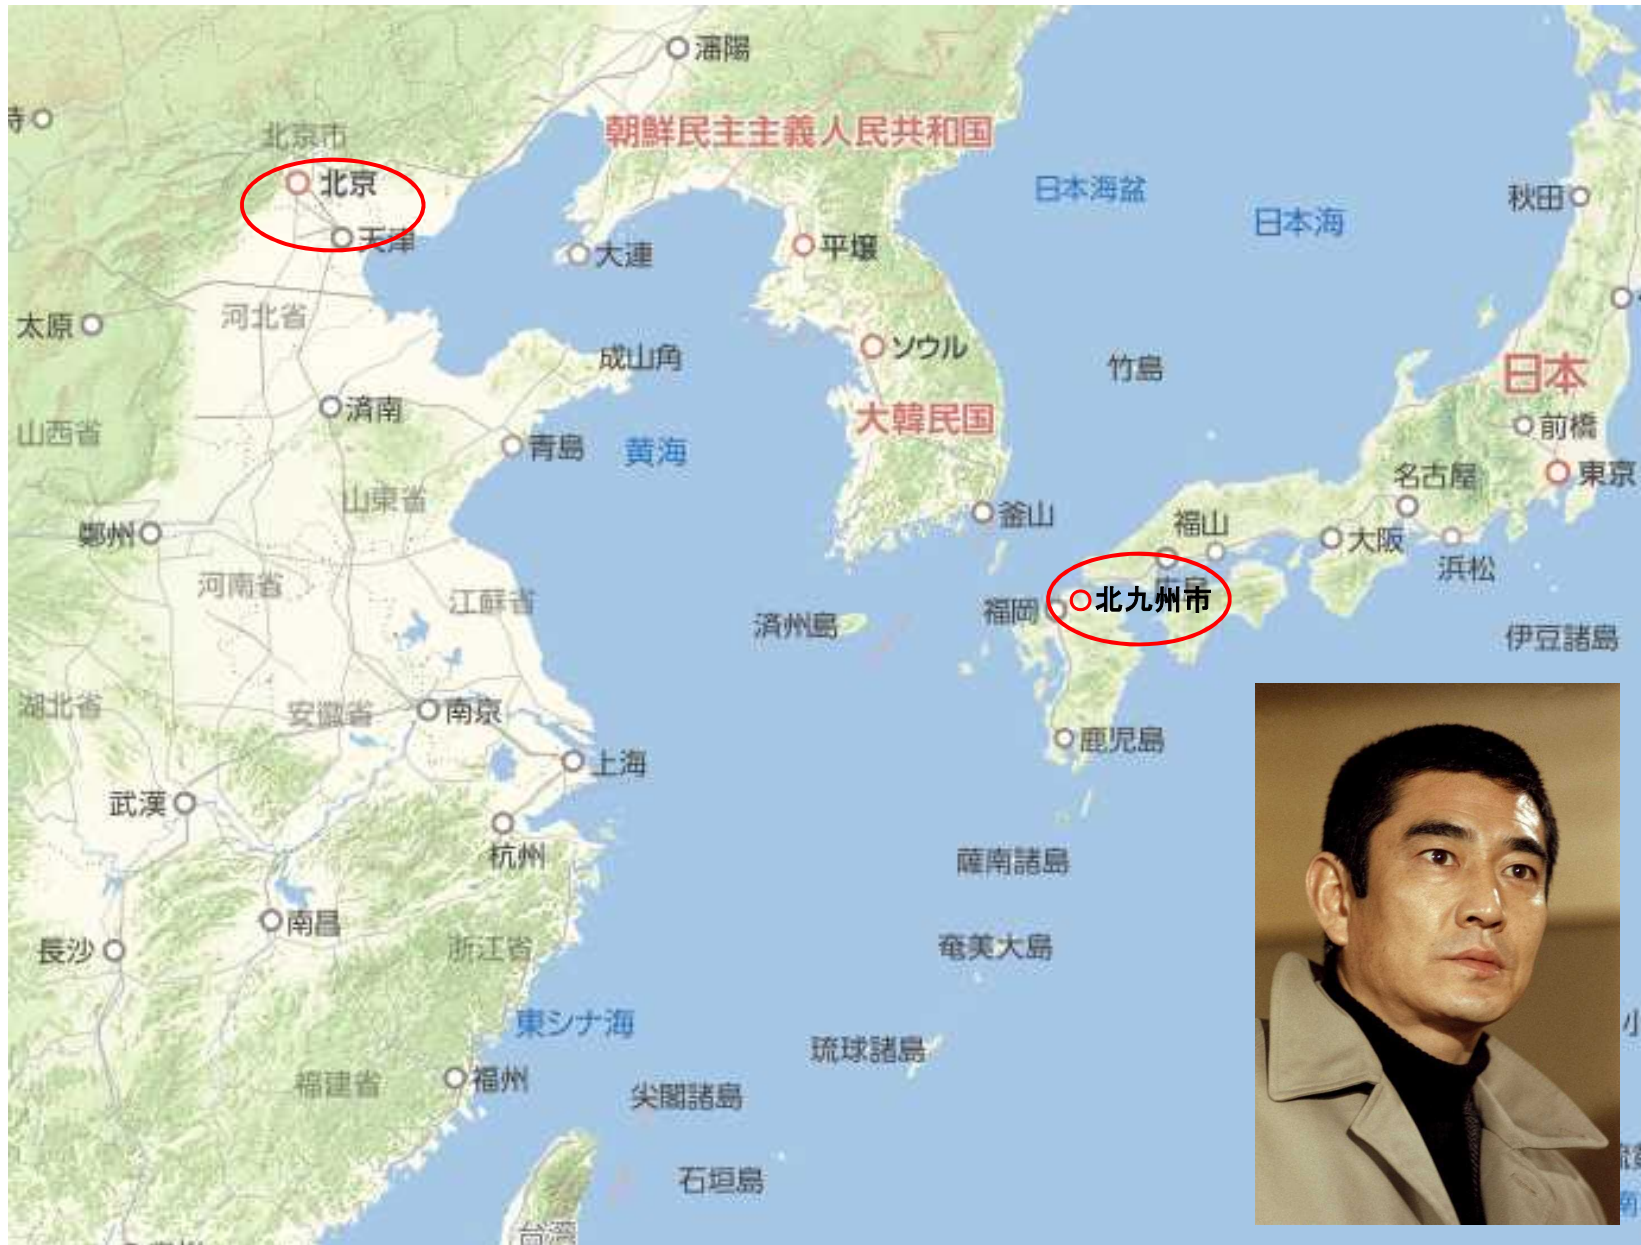 瀋陽
朝鮮民主主義人民共和国
北京市
北京
天津
日本海盆
日本海
秋田
大連
平壌
河北省
太原
成山角
ソウル
竹島
日本
済南
大韓民国
前橋
山西省
青島
黄海
名古屋
東京
山東省
釜山
福山
鄭州
大阪
浜松
河南省
江蘇省
福岡
北九州市
済州島
伊豆諸島
湖北省
安徽省
南京
鹿児島
上海
武漢
杭州
薩南諸島
南昌
長沙
浙江省
奄美大島
東シナ海
琉球諸島
福建省
福州
尖閣諸島
石垣島
台湾